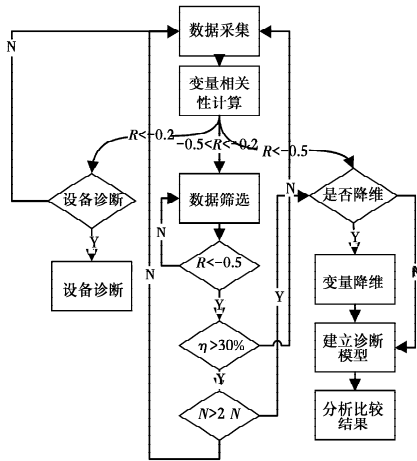 数据采集
N
变量相关
性计算
R<-0.2
-0.5<R<-0.2
R<-0.5
设备诊断
数据筛选
N
是否降维
Y
N
设备诊断
R<-0.5
Y
变量降维
N
Y
Y
N
η>30%
建立诊断
模型
Y
N>2 N
分析比较
结果